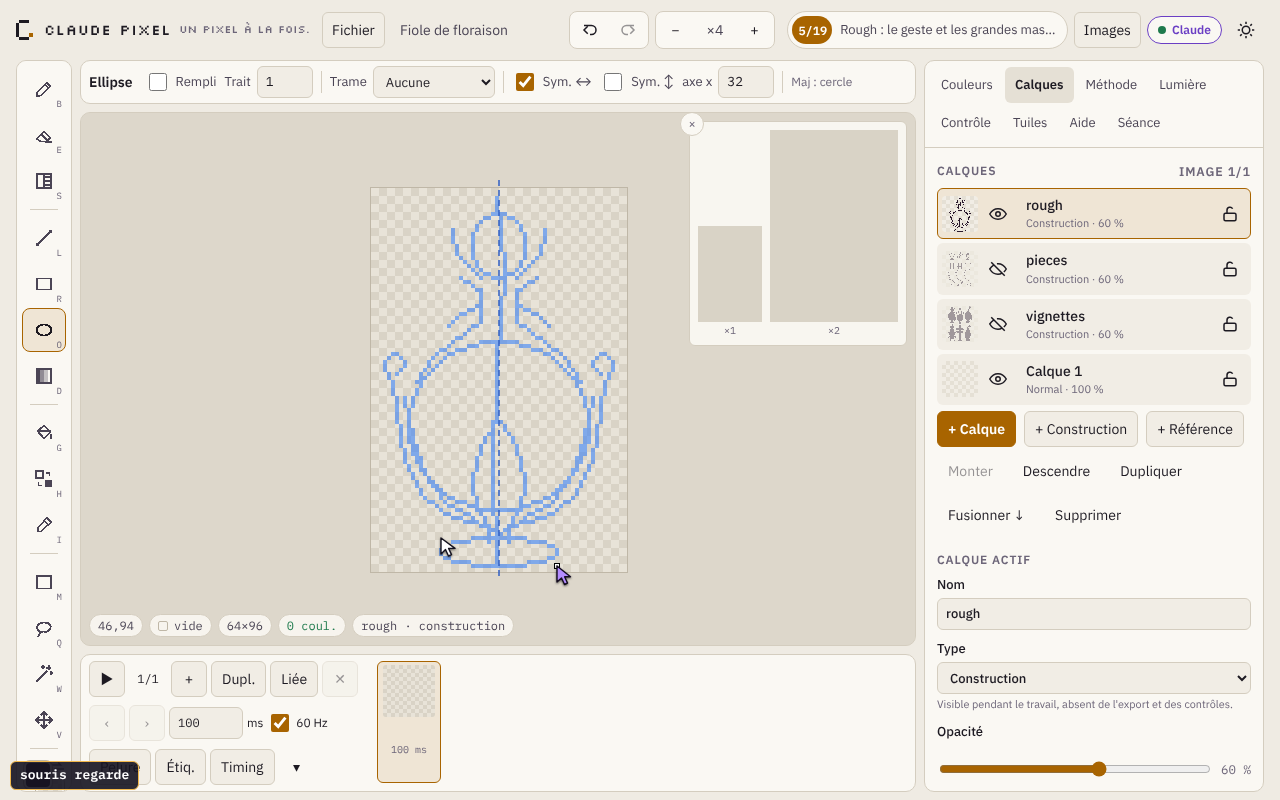 CLAUDE PIXEL UN PIXEL À LA FOIS. Fichier Fiole de floraison − ×4 + 5/19 Rough : le geste et les grandes mas… Images Claude
Ellipse Rempli Trait 1 Trame Aucune Sym. ↔ Sym. ↕ axe x 32 Maj : cercle
B
E
S
L
R
O
D
G
H
I
M
Q
W
V
×
×1 ×2
46,94 vide 64×96 0 coul. rough · construction
1/1 + Dupl. Liée ✕
‹ › 100 ms 60 Hz
Étiq. Timing ▼
100 ms
souris regarde
Couleurs Calques Méthode Lumière
Contrôle Tuiles Aide Séance
CALQUES IMAGE 1/1
rough
Construction · 60 %
pieces
Construction · 60 %
vignettes
Construction · 60 %
Calque 1
Normal · 100 %
+ Calque + Construction + Référence
Monter Descendre Dupliquer
Fusionner ↓ Supprimer
CALQUE ACTIF
Nom
rough
Type
Construction
Visible pendant le travail, absent de l'export et des contrôles.
Opacité
60 %